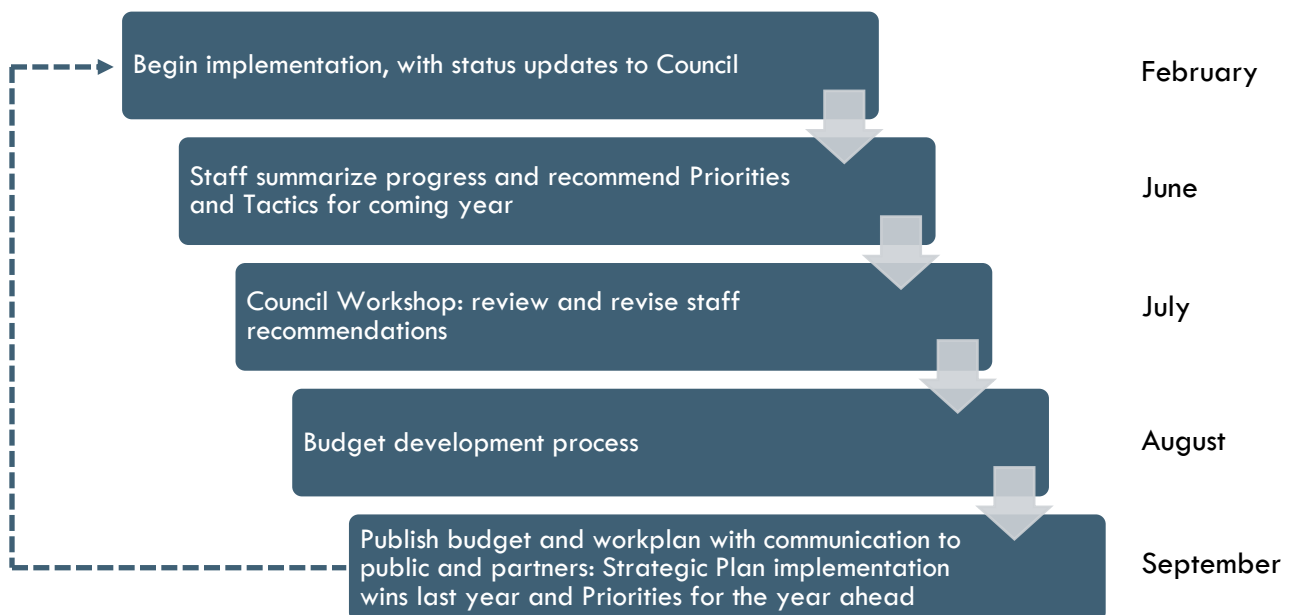 Begin implementation, with status updates to Council
February
Staff summarize progress and recommend Priorities
and Tactics for coming year
June
Council Workshop: review and revise staff
recommendations
July
Budget development process
August
Publish budget and workplan with communication to
public and partners: Strategic Plan implementation
wins last year and Priorities for the year ahead
September